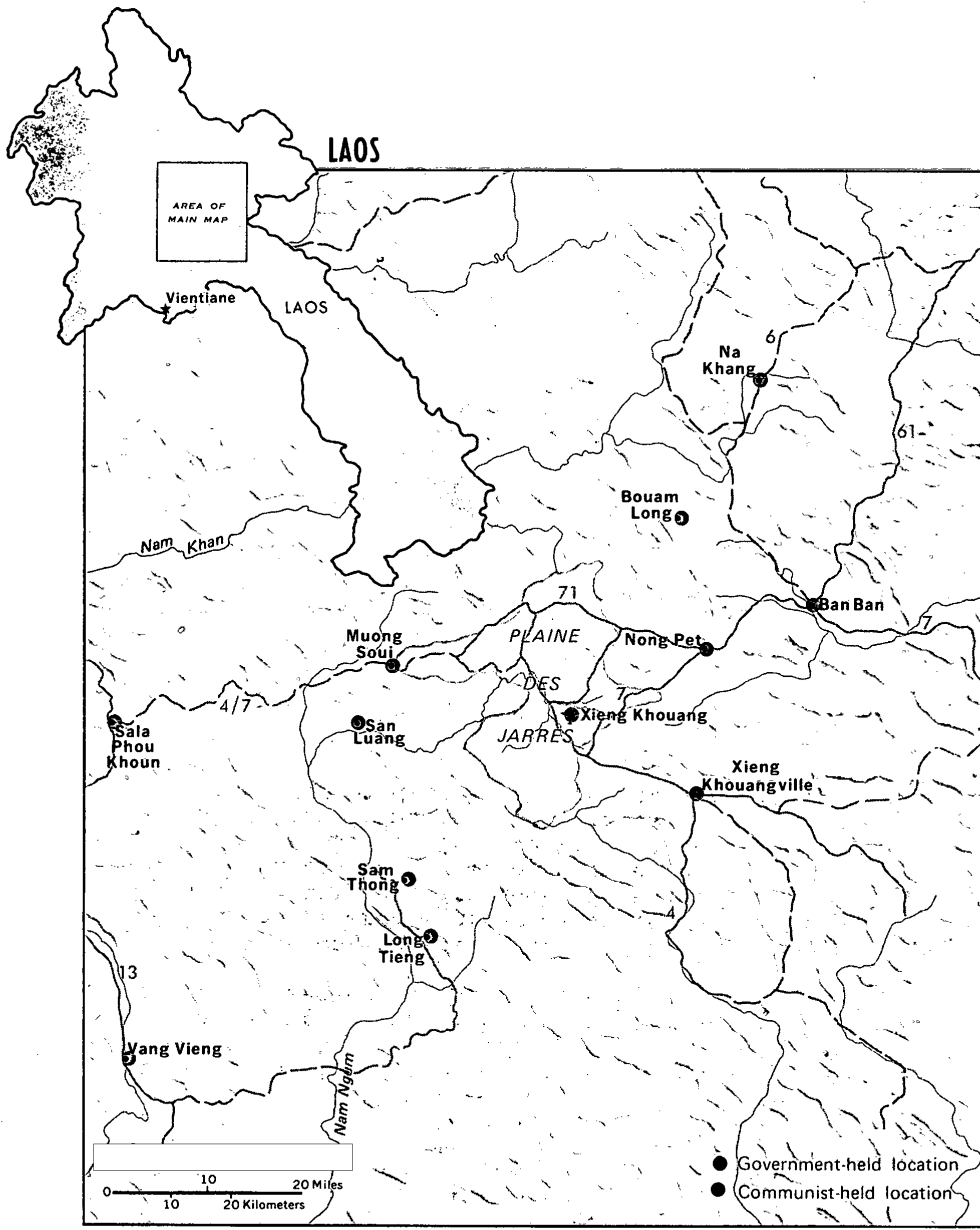 LAOS
AREA OF
MAIN MAP
Vientiane
LAOS
6
Na
Khang
61
Bouam
Long
Nam Khan
71
Ban Ban
7
PLAINE
Muong
Soui
Nong Pet
DES
7
4/7
Xieng Khouang
San
Luang
JARRES
Sala
Phou
Khoun
Xieng
Khouangville
Sam
Thong
4
Long
Tieng
13
Vang Vieng
Nam Ngum
Government-held location
Communist-held location
0 10 20 Miles
10 20 Kilometers